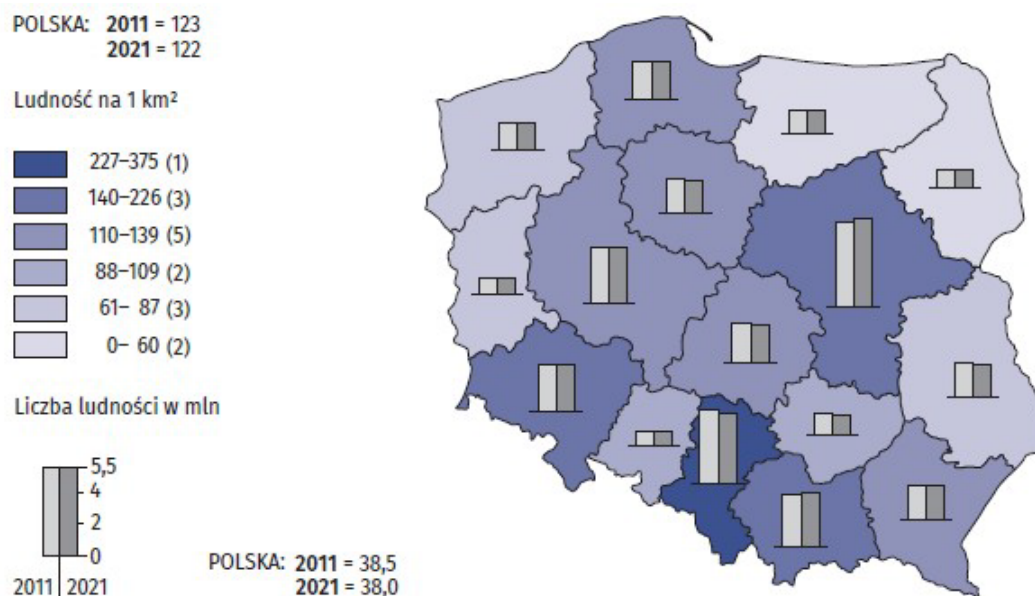 POLSKA: 2011 = 123
2021 = 122
Ludność na 1 km²
227–375 (1)
140–226 (3)
110–139 (5)
88–109 (2)
61– 87 (3)
0– 60 (2)
Liczba ludności w mln
5,5
4
2
0
2011 2021
POLSKA: 2011 = 38,5
2021 = 38,0